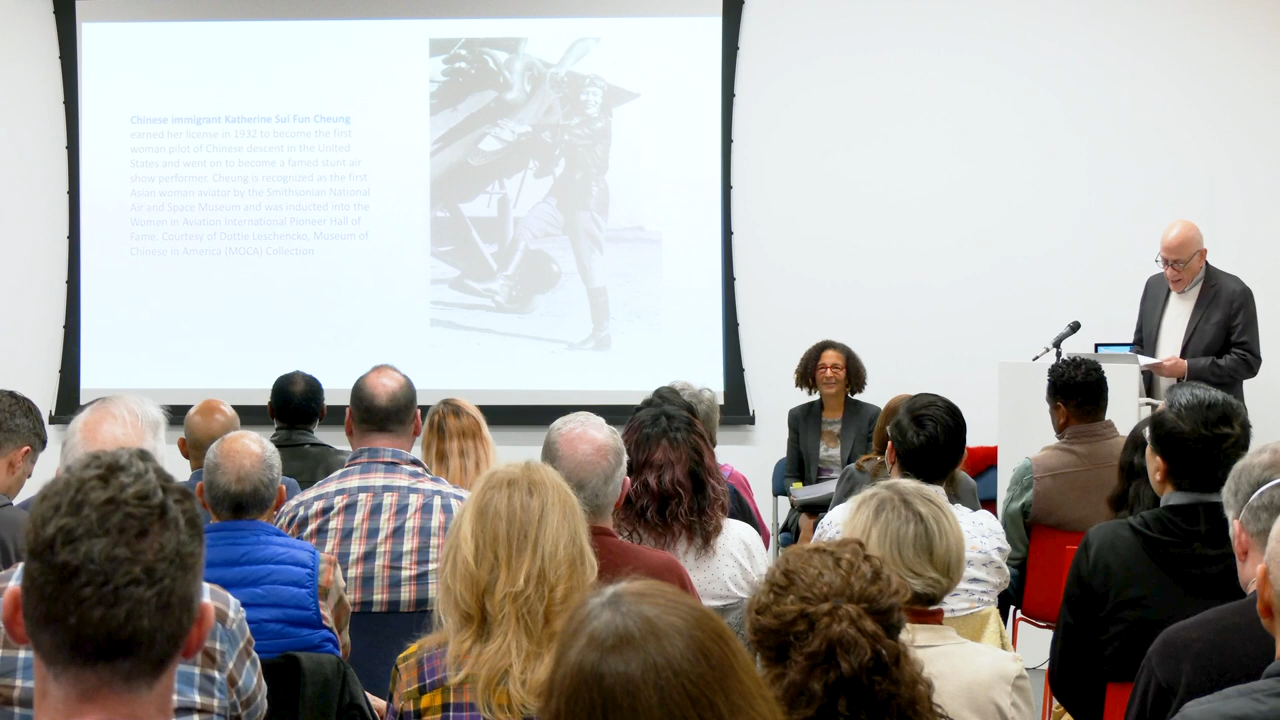 Chinese immigrant Katherine Sui Fun Cheung
earned her license in 1932 to become the first
woman pilot of Chinese descent in the United
States and went on to become a famed stunt air
show performer. Cheung is recognized as the first
Asian woman aviator by the Smithsonian National
Air and Space Museum and was inducted into the
Women in Aviation International Pioneer Hall of
Fame. Courtesy of Dottie Leschencko, Museum of
Chinese in America (MOCA) Collection